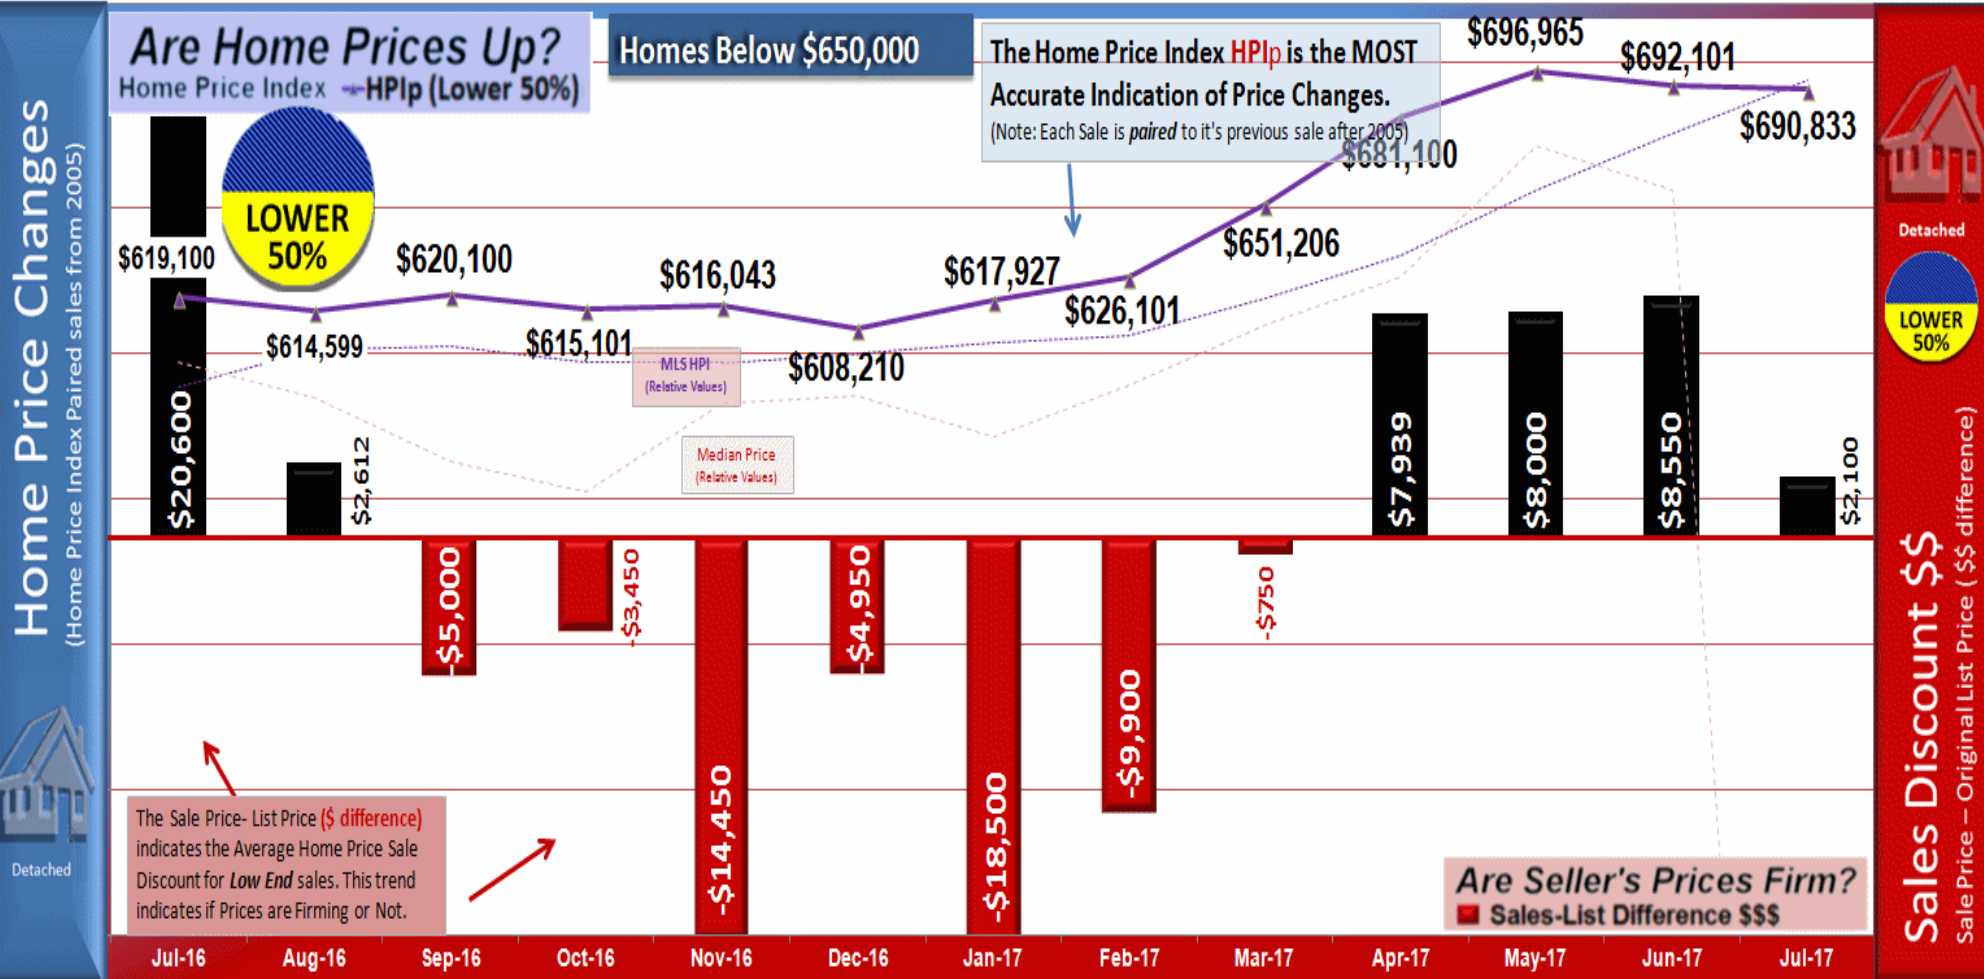 Home Price Changes
(Home Price Index Paired sales from 2005)
Detached
Are Home Prices Up?
Home Price Index HPIp (Lower 50%)
Homes Below $650,000
The Home Price Index HPIp is the MOST
Accurate Indication of Price Changes.
(Note: Each Sale is paired to it's previous sale after 2005)
LOWER
50%
$619,100
$614,599
$620,100
$615,101
$616,043
$608,210
$617,927
$626,101
$651,206
$681,100
$696,965
$692,101
$690,833
MLS HPI
(Relative Values)
Median Price
(Relative Values)
$20,600
$2,612
-$5,000
-$3,450
-$14,450
-$4,950
-$18,500
-$9,900
-$750
$7,939
$8,000
$8,550
$2,100
The Sale Price- List Price ($ difference)
indicates the Average Home Price Sale
Discount for Low End sales. This trend
indicates if Prices are Firming or Not.
Are Seller's Prices Firm?
Sales-List Difference $$$
Jul-16 Aug-16 Sep-16 Oct-16 Nov-16 Dec-16 Jan-17 Feb-17 Mar-17 Apr-17 May-17 Jun-17 Jul-17
Detached
LOWER
50%
Sales Discount $$
Sale Price – Original List Price ( $$ difference)